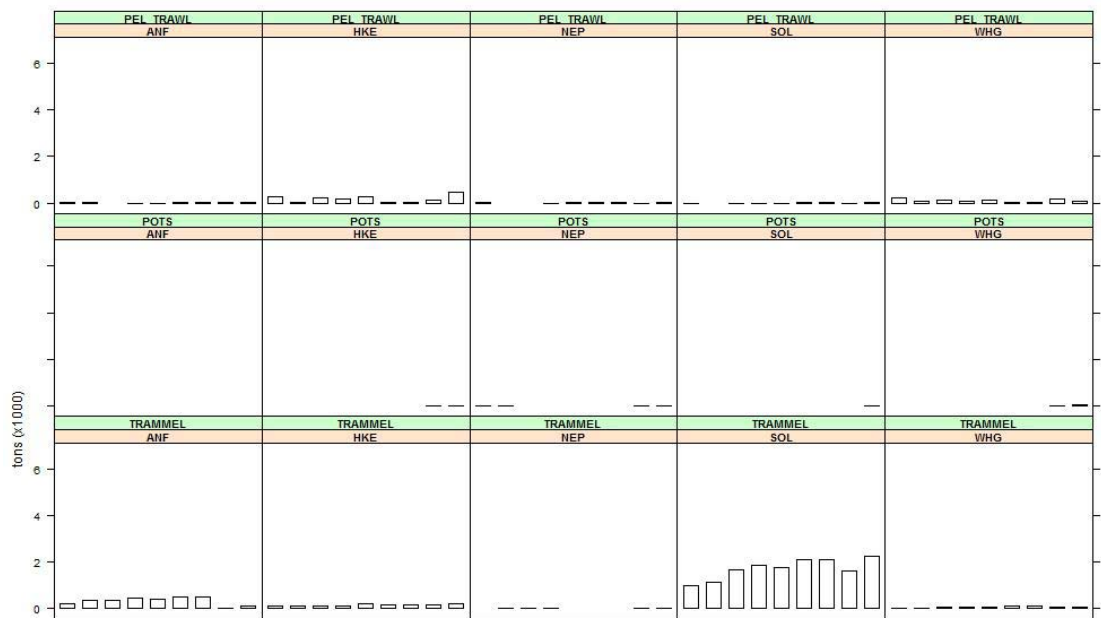 PEL_TRAWL PEL_TRAWL PEL_TRAWL PEL_TRAWL PEL_TRAWL
ANF HKE NEP SOL WHG
6
4
2
0
POTS POTS POTS POTS POTS
ANF HKE NEP SOL WHG
tons (x1000)
TRAMMEL TRAMMEL TRAMMEL TRAMMEL TRAMMEL
ANF HKE NEP SOL WHG
6
4
2
0